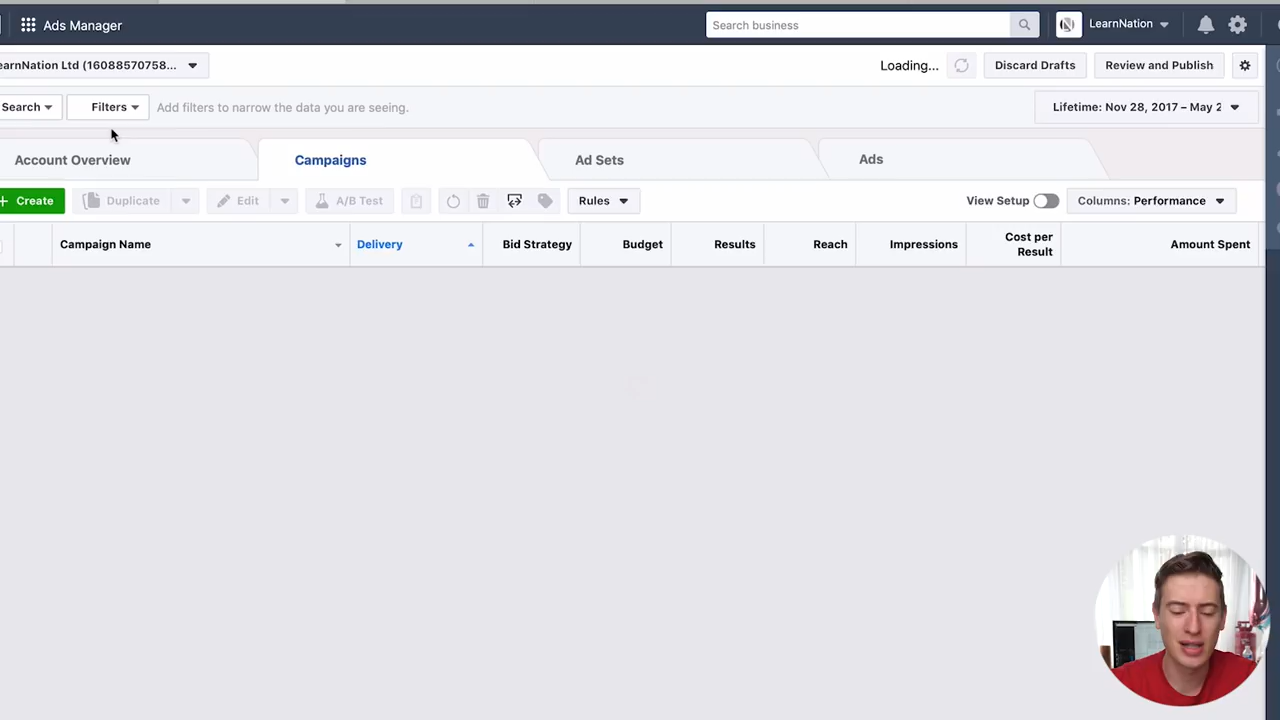 Ads Manager
Search business
LearnNation
earnNation Ltd (16088570758...
Loading...
Discard Drafts
Review and Publish
Search
Filters
Add filters to narrow the data you are seeing.
Lifetime: Nov 28, 2017 – May 2
Account Overview
Campaigns
Ad Sets
Ads
+ Create
Duplicate
Edit
A/B Test
Rules
View Setup
Columns: Performance
Campaign Name
Delivery
Bid Strategy
Budget
Results
Reach
Impressions
Cost per
Result
Amount Spent